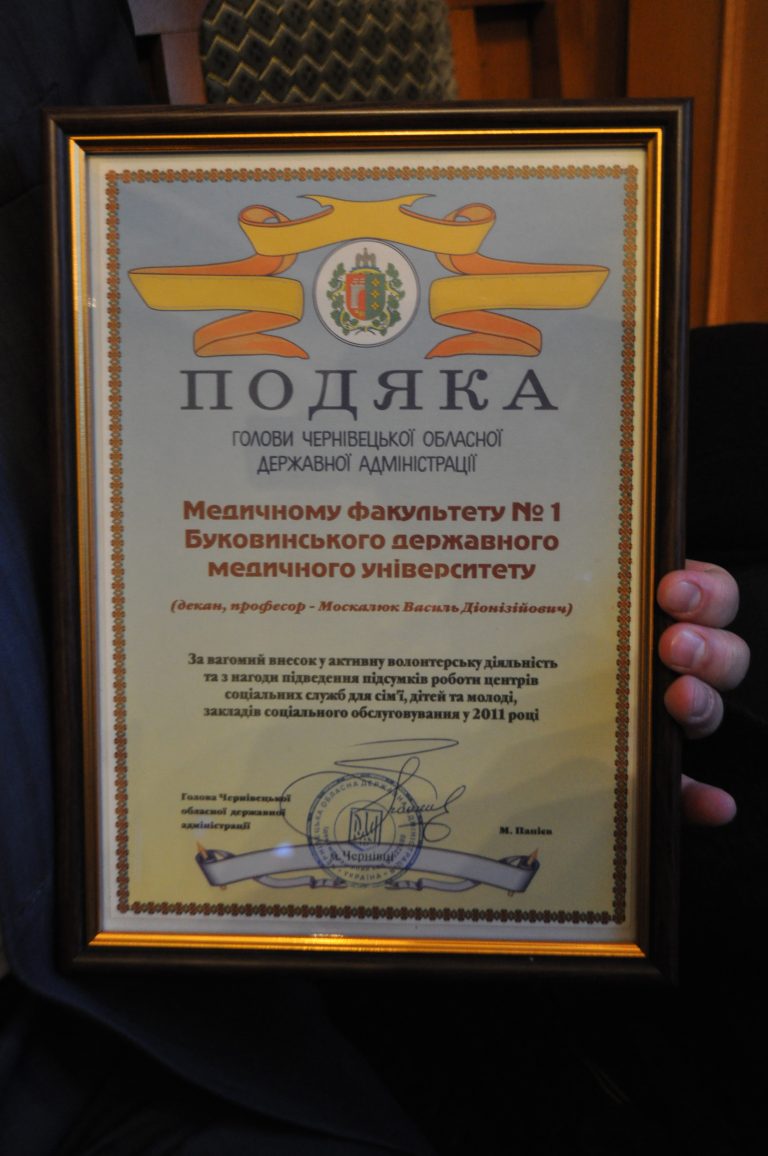 ПОДЯКА
ГОЛОВИ ЧЕРНІВЕЦЬКОЇ ОБЛАСНОЇ
ДЕРЖАВНОЇ АДМІНІСТРАЦІЇ
Медичному факультету № 1
Буковинського державного
медичного університету
(декан, професор - Москалюк Василь Діонізійович)
За вагомий внесок у активну волонтерську діяльність
та з нагоди підведення підсумків роботи центрів
соціальних служб для сім'ї, дітей та молоді,
закладів соціального обслуговування у 2011 році
Голова Чернівецької
обласної державної
адміністрації
М. Папієв
м. Чернівці
УКРАЇНА